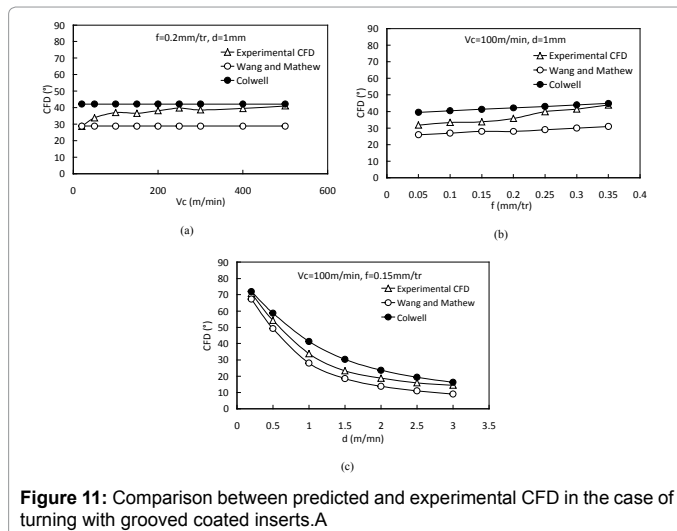 f=0.2mm/tr, d=1mm
Experimental CFD
Wang and Mathew
Colwell
CFD (°)
90
80
70
60
50
40
30
20
10
0
0 200 400 600
Vc (m/min)
(a)
Vc=100m/min, d=1mm
Experimental CFD
Wang and Mathew
Colwell
CFD (°)
90
80
70
60
50
40
30
20
10
0
0 0.05 0.1 0.15 0.2 0.25 0.3 0.35 0.4
f (mm/tr)
(b)
Vc=100m/min, f=0.15mm/tr
Experimental CFD
Wang and Mathew
Colwell
CFD (°)
90
80
70
60
50
40
30
20
10
0
0 0.5 1 1.5 2 2.5 3 3.5
d (m/mn)
(c)
Figure 11: Comparison between predicted and experimental CFD in the case of
turning with grooved coated inserts.A